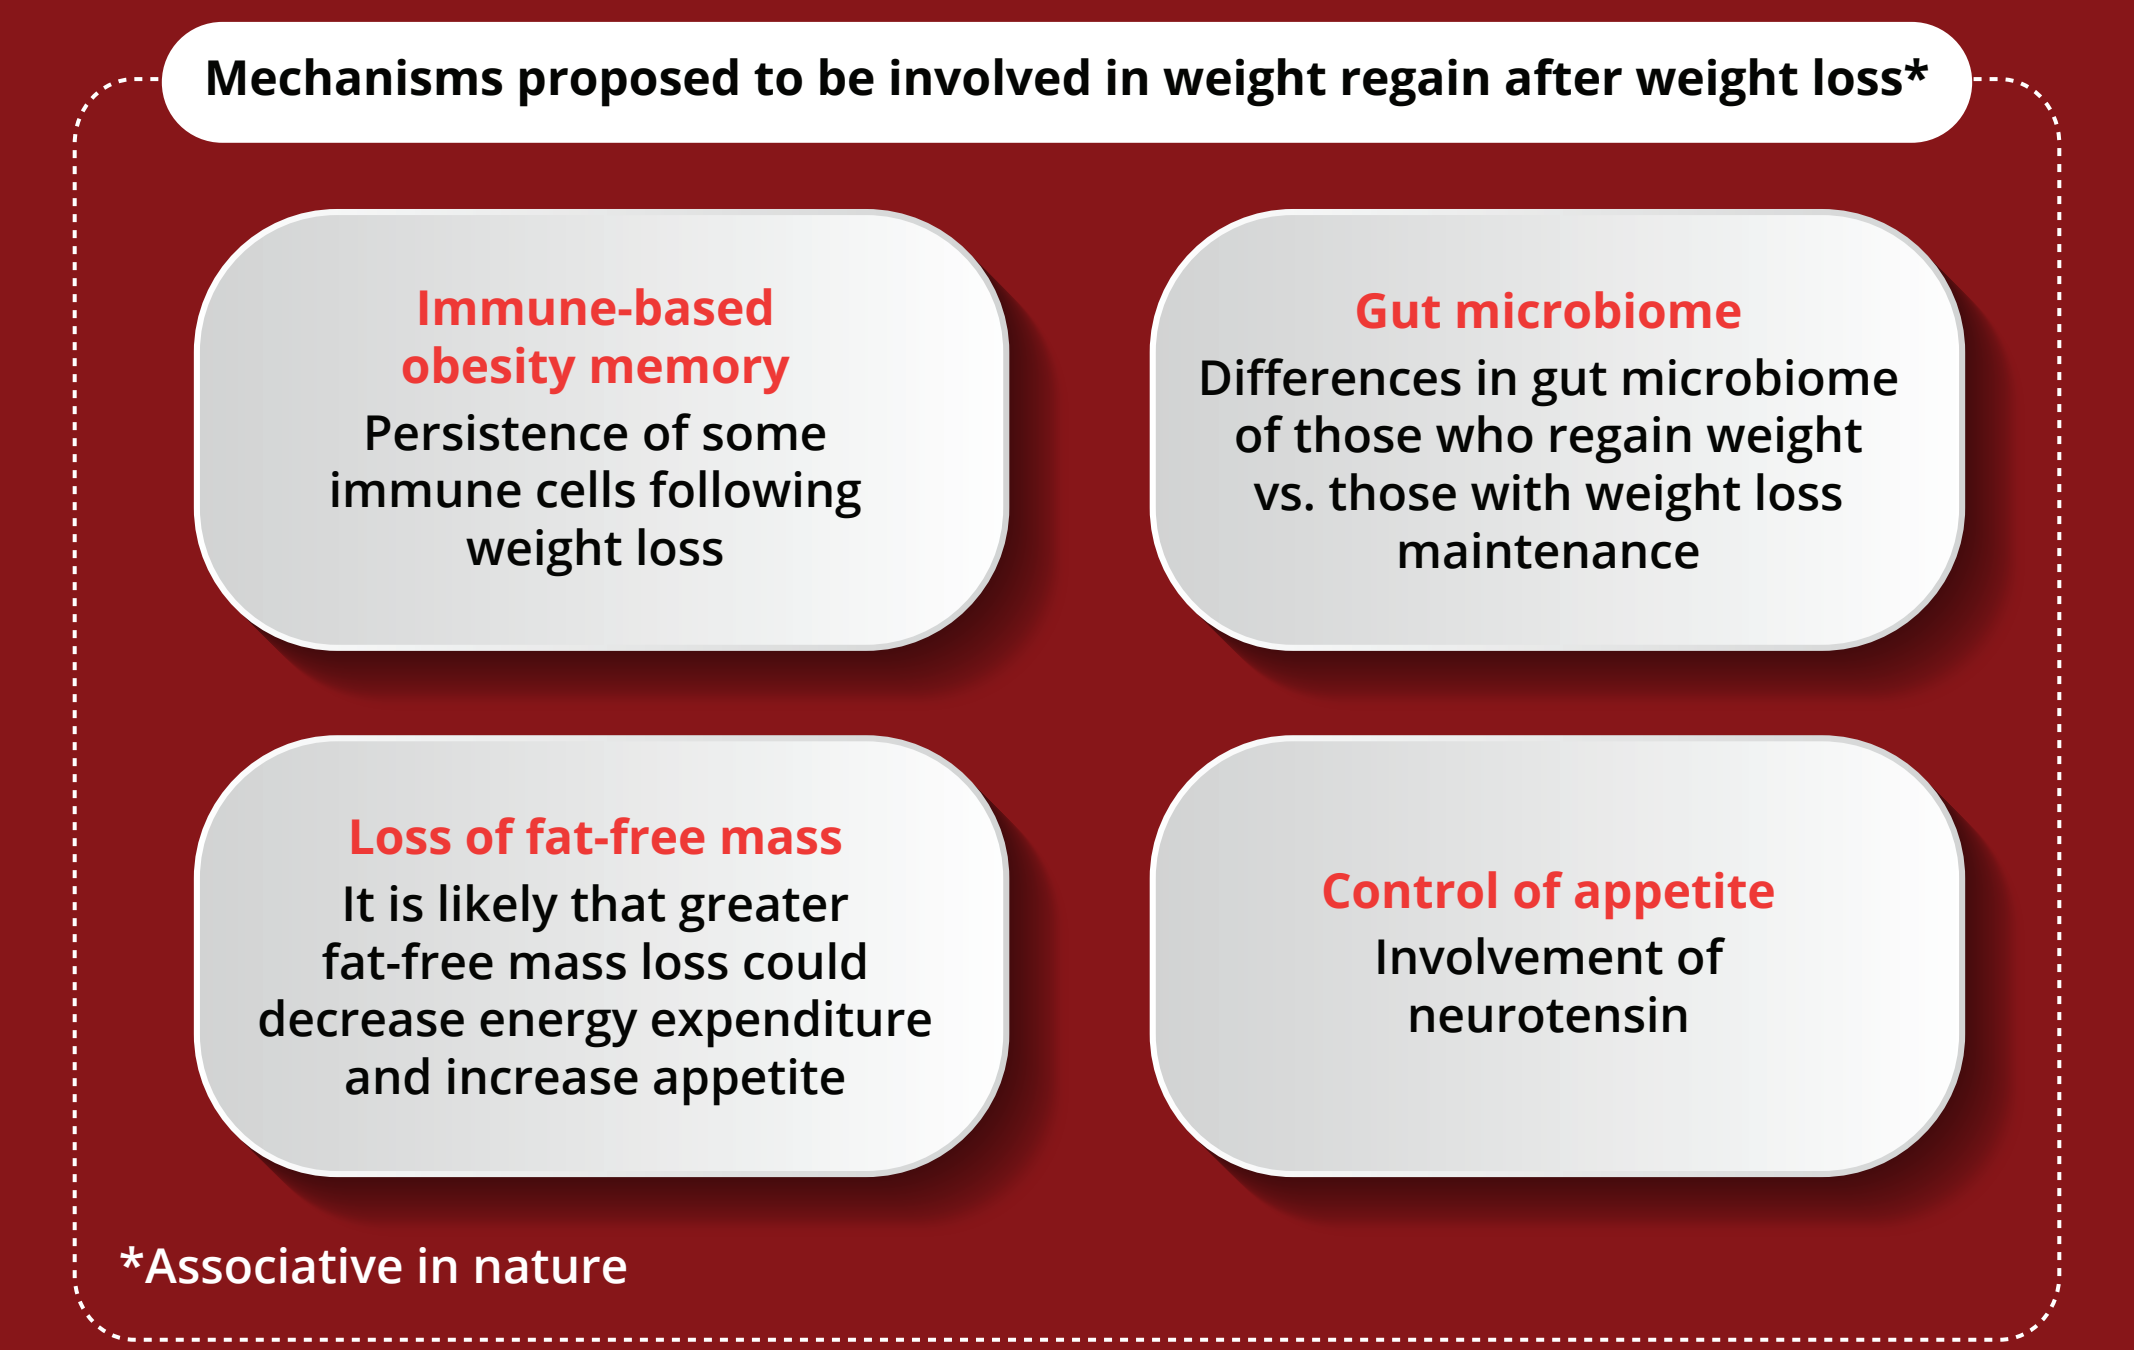 Mechanisms proposed to be involved in weight regain after weight loss*
Immune-based
obesity memory
Persistence of some
immune cells following
weight loss
Gut microbiome
Differences in gut microbiome
of those who regain weight
vs. those with weight loss
maintenance
Loss of fat-free mass
It is likely that greater
fat-free mass loss could
decrease energy expenditure
and increase appetite
Control of appetite
Involvement of
neurotensin
*Associative in nature